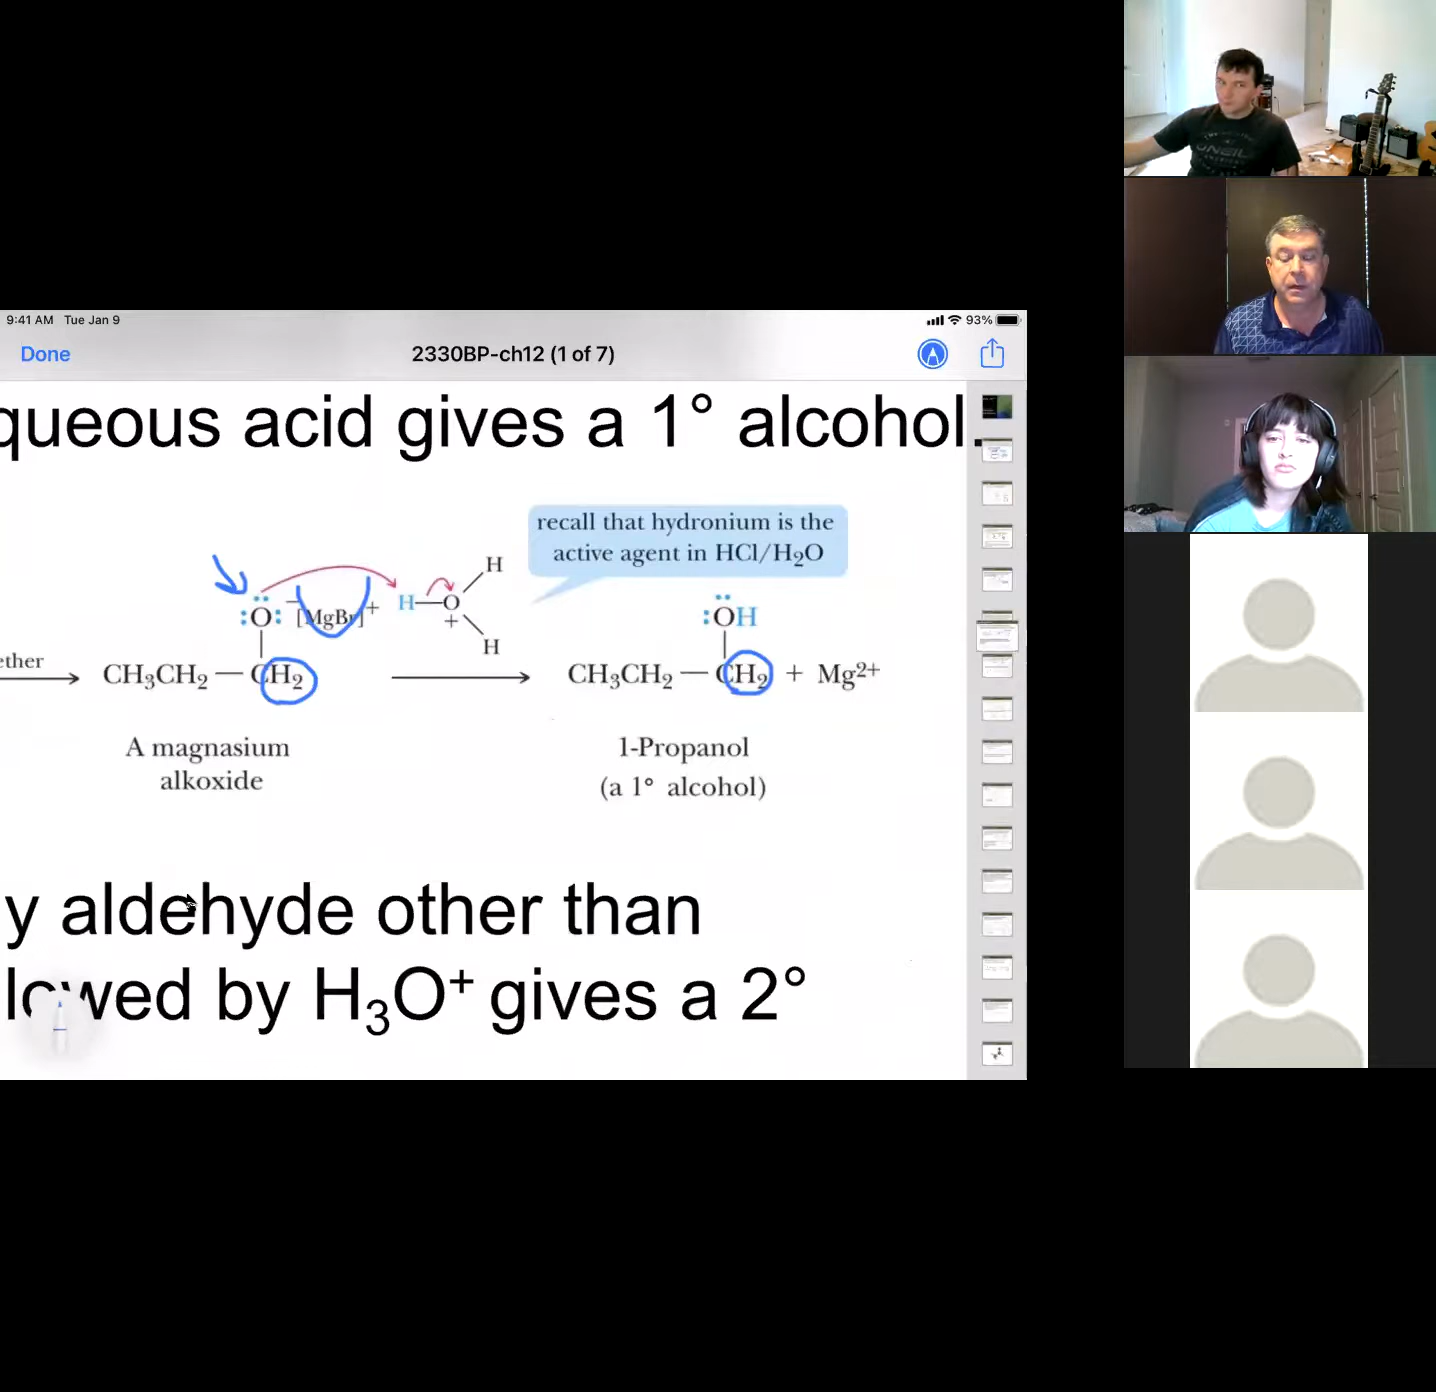 9:41 AM Tue Jan 9
93%
Done
2330BP-ch12 (1 of 7)
queous acid gives a 1° alcohol.
recall that hydronium is the
active agent in HCl/H₂O
H
:O: ⁻[MgBr]⁺ H—O
+
H
:OH
ether
CH₃CH₂ — CH₂
CH₃CH₂ — CH₂ + Mg²⁺
A magnasium
alkoxide
1-Propanol
(a 1° alcohol)
y aldehyde other than
lowed by H₃O⁺ gives a 2°
ONEILL